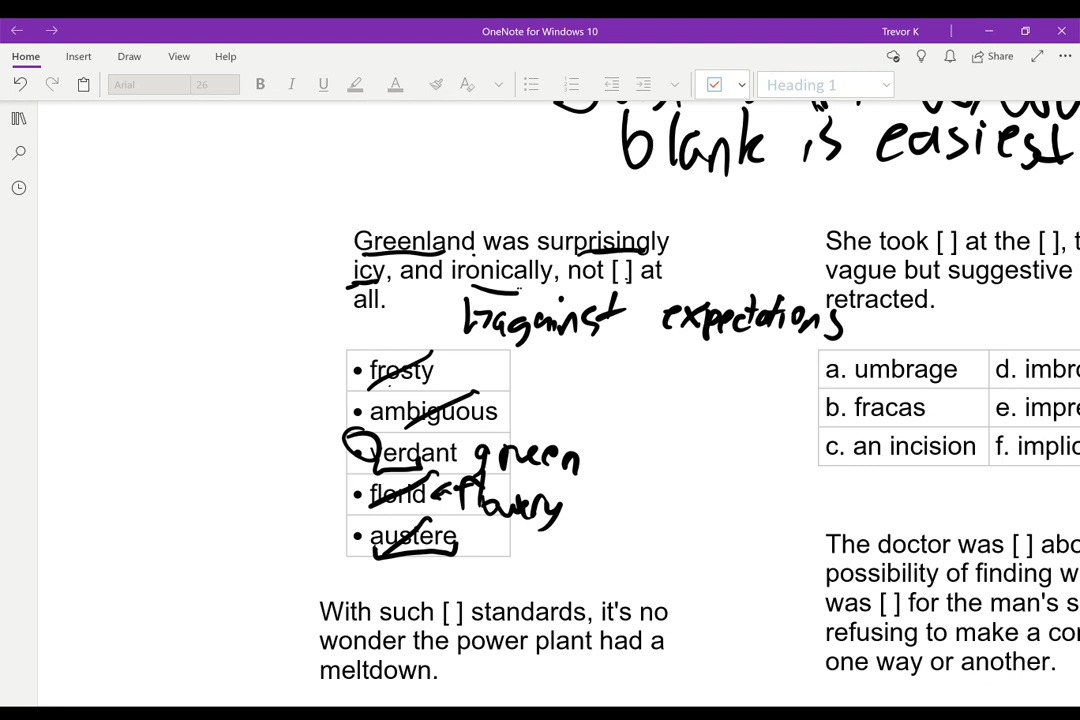 OneNote for Windows 10
Trevor K
Home Insert Draw View Help
Share
Arial 26 B I U A Heading 1
blank is easiest
Greenland was surprisingly
icy, and ironically, not [ ] at
all.
against expectations
• frosty
• ambiguous
• verdant green
• florid flowery
• austere
With such [ ] standards, it's no
wonder the power plant had a
meltdown.
She took [ ] at the [ ], t
vague but suggestive
retracted.
a. umbrage d. imbro
b. fracas e. impre
c. an incision f. implic
The doctor was [ ] abo
possibility of finding w
was [ ] for the man's s
refusing to make a co
one way or another.